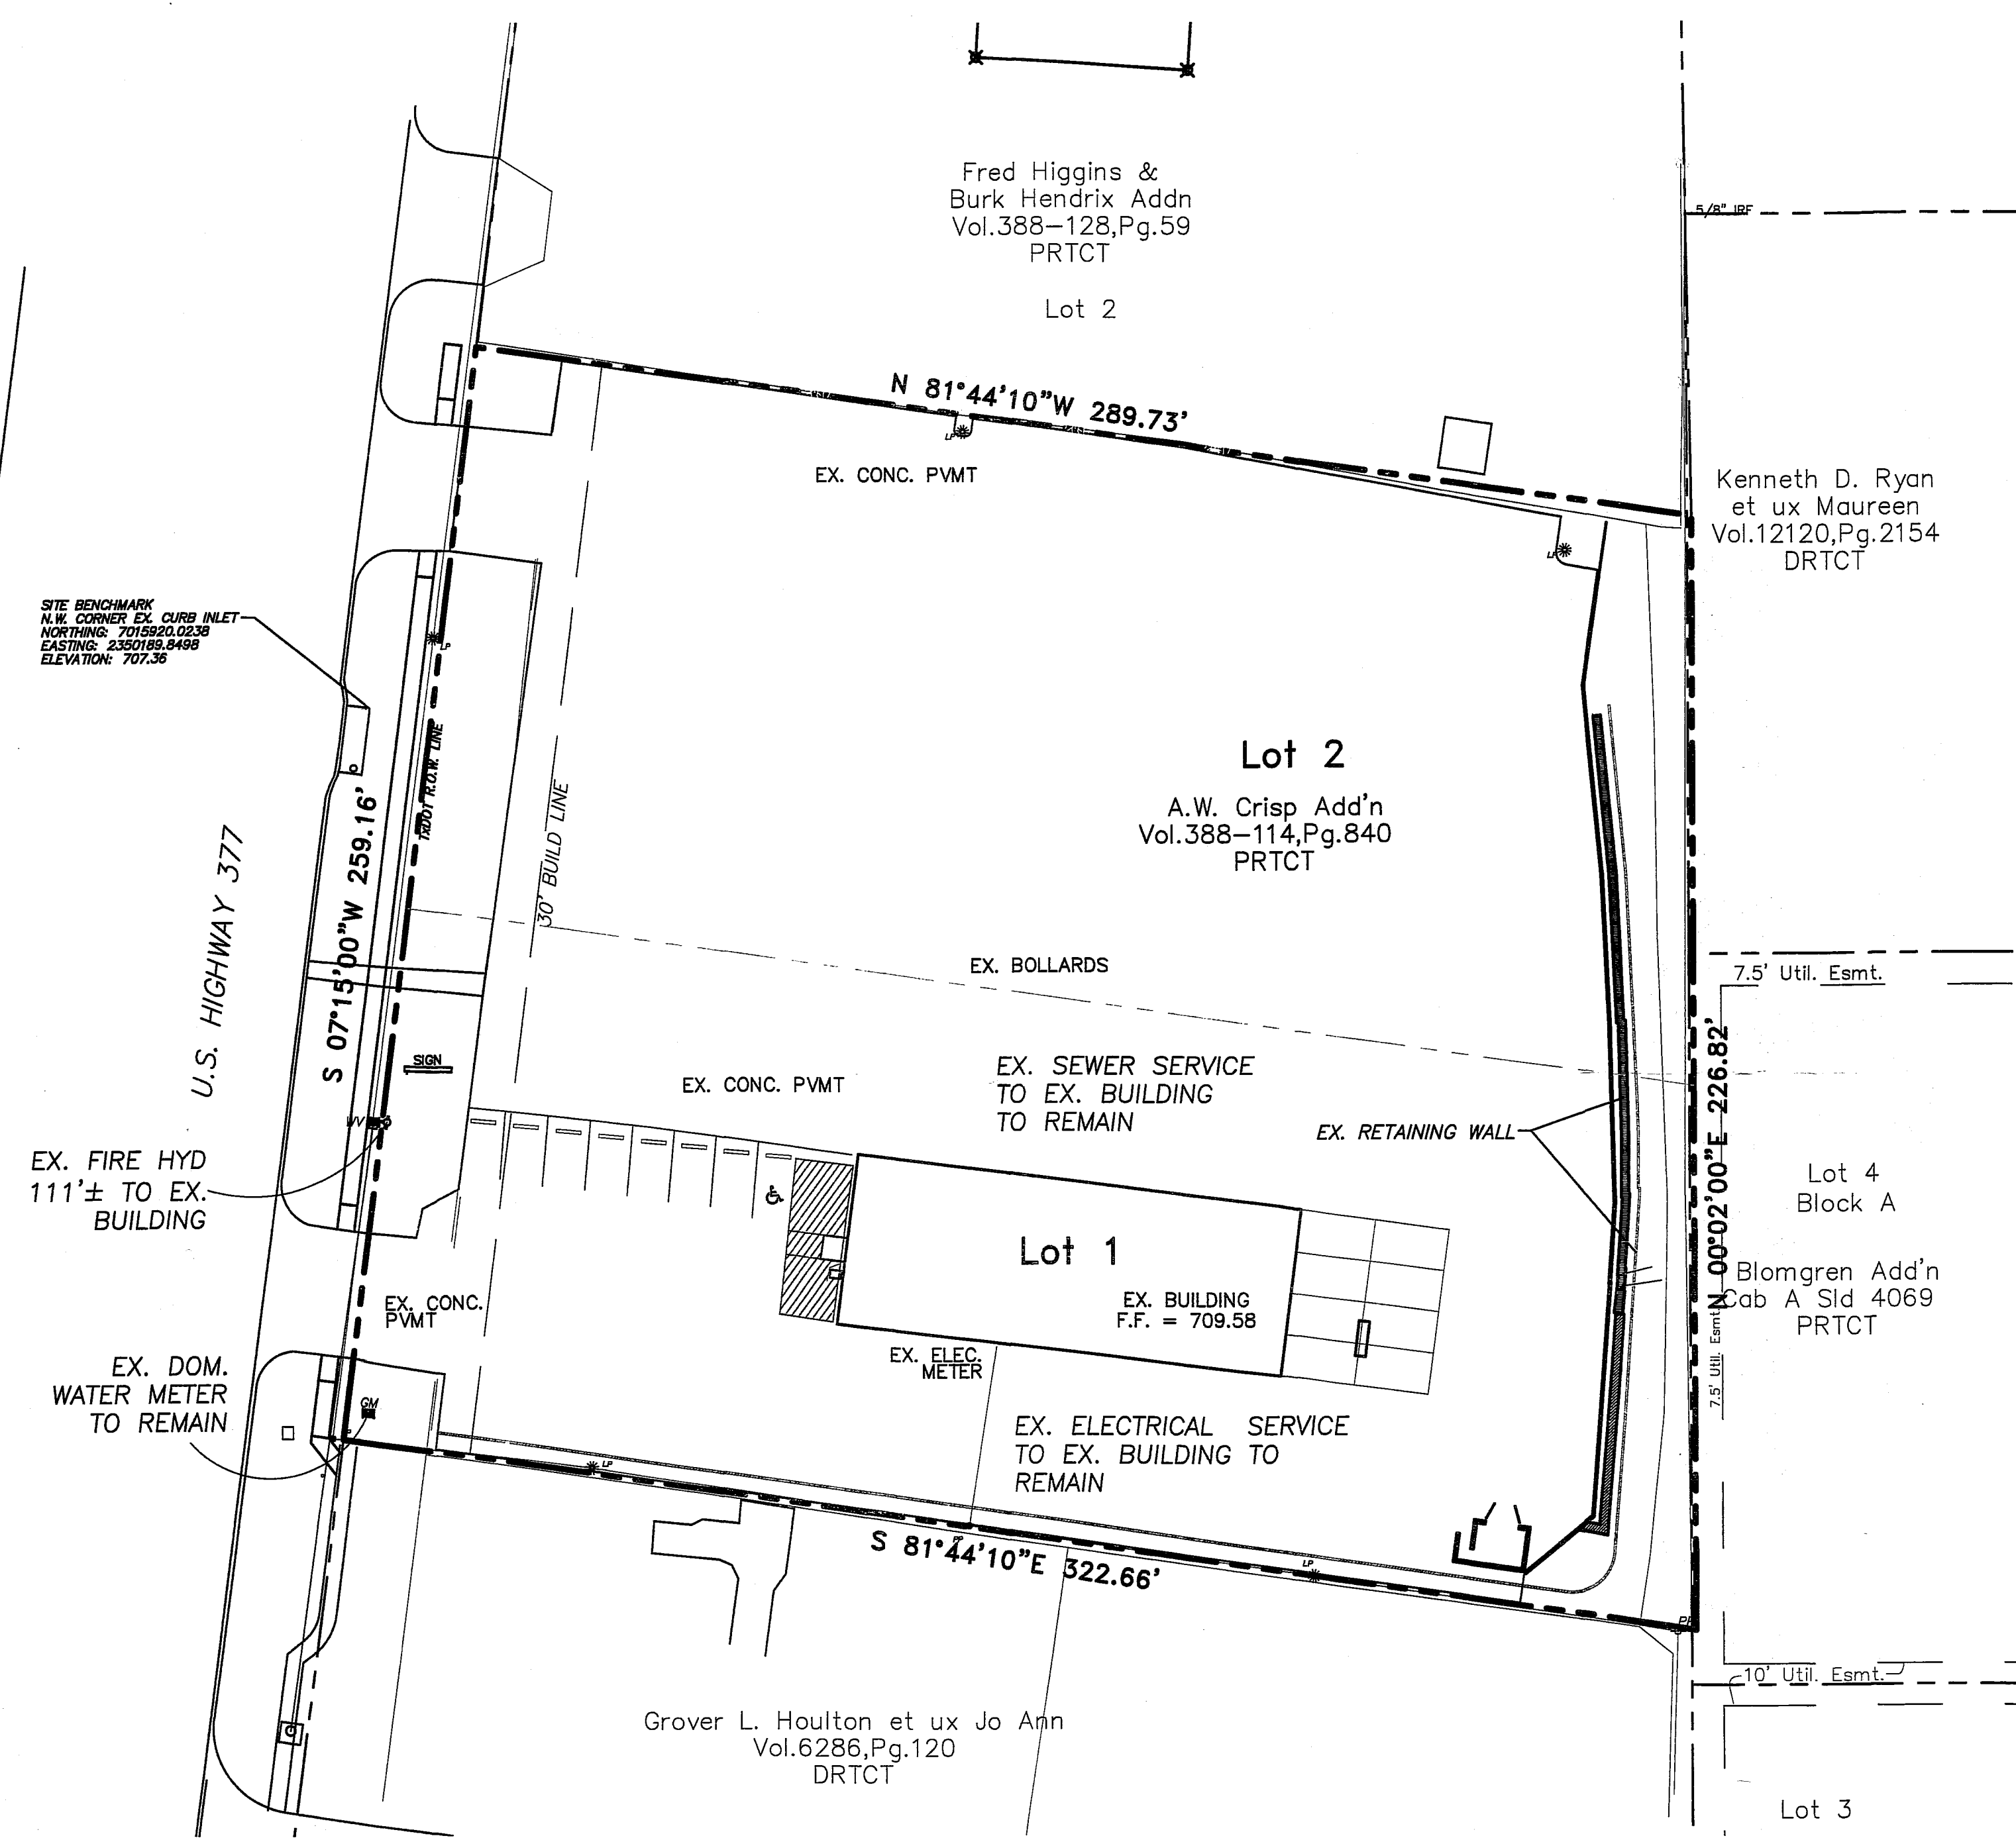 Fred Higgins &
Burk Hendrix Addn
Vol.388–128,Pg.59
PRTCT
Lot 2
5/8" IRF
N 81°44'10"W 289.73'
LP
EX. CONC. PVMT
LP
Kenneth D. Ryan
et ux Maureen
Vol.12120,Pg.2154
DRTCT
SITE BENCHMARK
N.W. CORNER EX. CURB INLET
NORTHING: 7015920.0238
EASTING: 2350189.8498
ELEVATION: 707.36
LP
TXDOT R.O.W. LINE
30' BUILD LINE
S 07°15'00"W 259.16'
U.S. HIGHWAY 377
Lot 2
A.W. Crisp Add'n
Vol.388–114,Pg.840
PRTCT
EX. BOLLARDS
7.5' Util. Esmt.
SIGN
EX. CONC. PVMT
EX. SEWER SERVICE
TO EX. BUILDING
TO REMAIN
EX. RETAINING WALL
N 00°02'00"E 226.82'
WV
EX. FIRE HYD
111'± TO EX.
BUILDING
Lot 4
Block A
Blomgren Add'n
Cab A Sld 4069
PRTCT
7.5' Util. Esmt.
Lot 1
EX. BUILDING
F.F. = 709.58
EX. CONC.
PVMT
EX. ELEC.
METER
EX. DOM.
WATER METER
TO REMAIN
GM
EX. ELECTRICAL SERVICE
TO EX. BUILDING TO
REMAIN
LP
S 81°44'10"E 322.66'
PP
LP
PP
10' Util. Esmt.
Grover L. Houlton et ux Jo Ann
Vol.6286,Pg.120
DRTCT
Lot 3